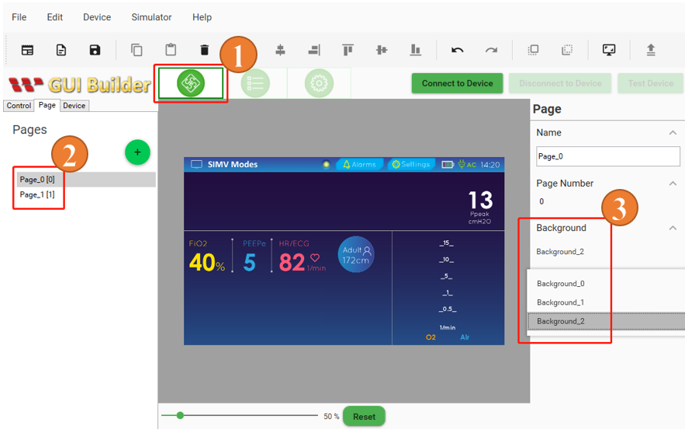 File Edit Device Simulator Help
1
GUI Builder
Connect to Device Disconnect to Device Test Device
Control Page Device
Pages
2
+
Page_0 [0]
Page_1 [1]
SIMV Modes Alarms Settings AC 14:20
13
Ppeak
cmH2O
FiO2 PEEPe HR/ECG
40% 5 82 1/min
Adult
172cm
_15_
_10_
_5_
_1_
_0.5_
1/min
O2 Air
50 % Reset
Page
Name
Page_0
Page Number
0
3
Background
Background_2
Background_0
Background_1
Background_2